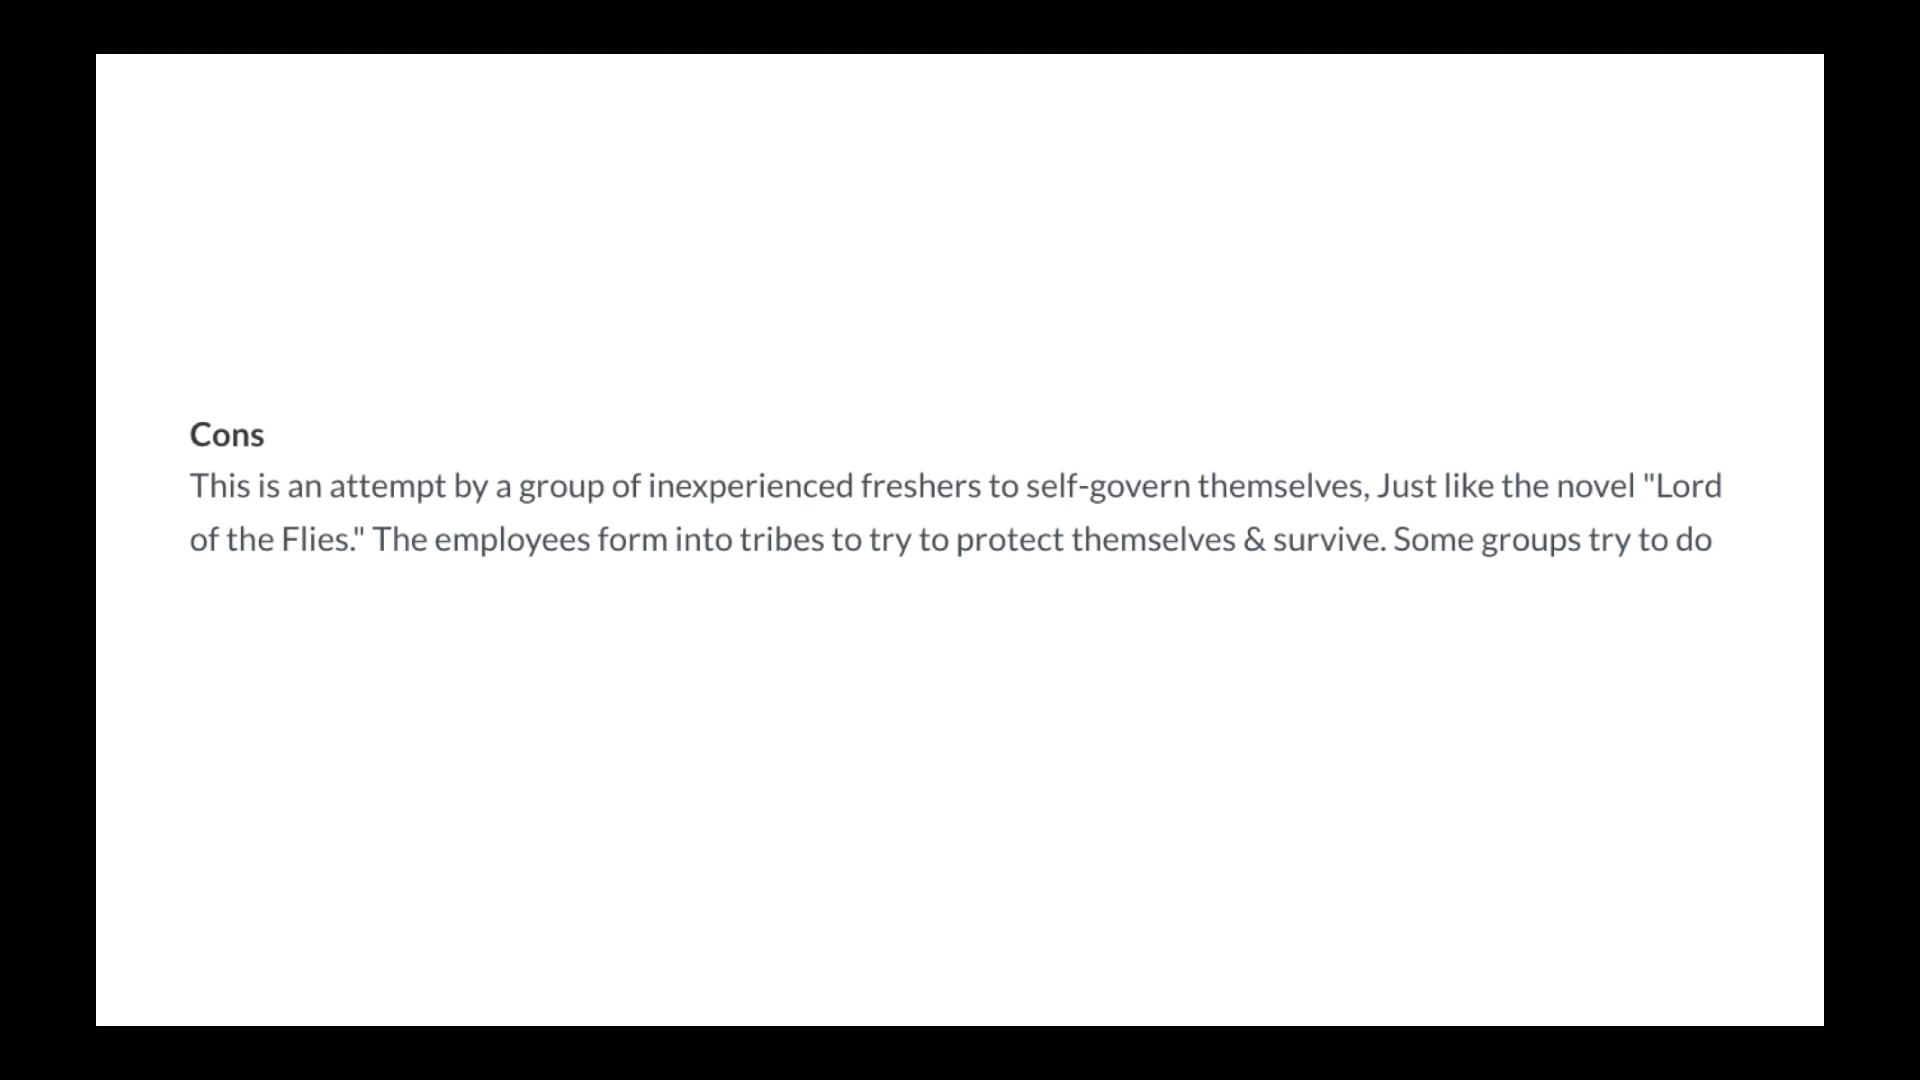 Cons
This is an attempt by a group of inexperienced freshers to self-govern themselves, Just like the novel "Lord
of the Flies." The employees form into tribes to try to protect themselves & survive. Some groups try to do